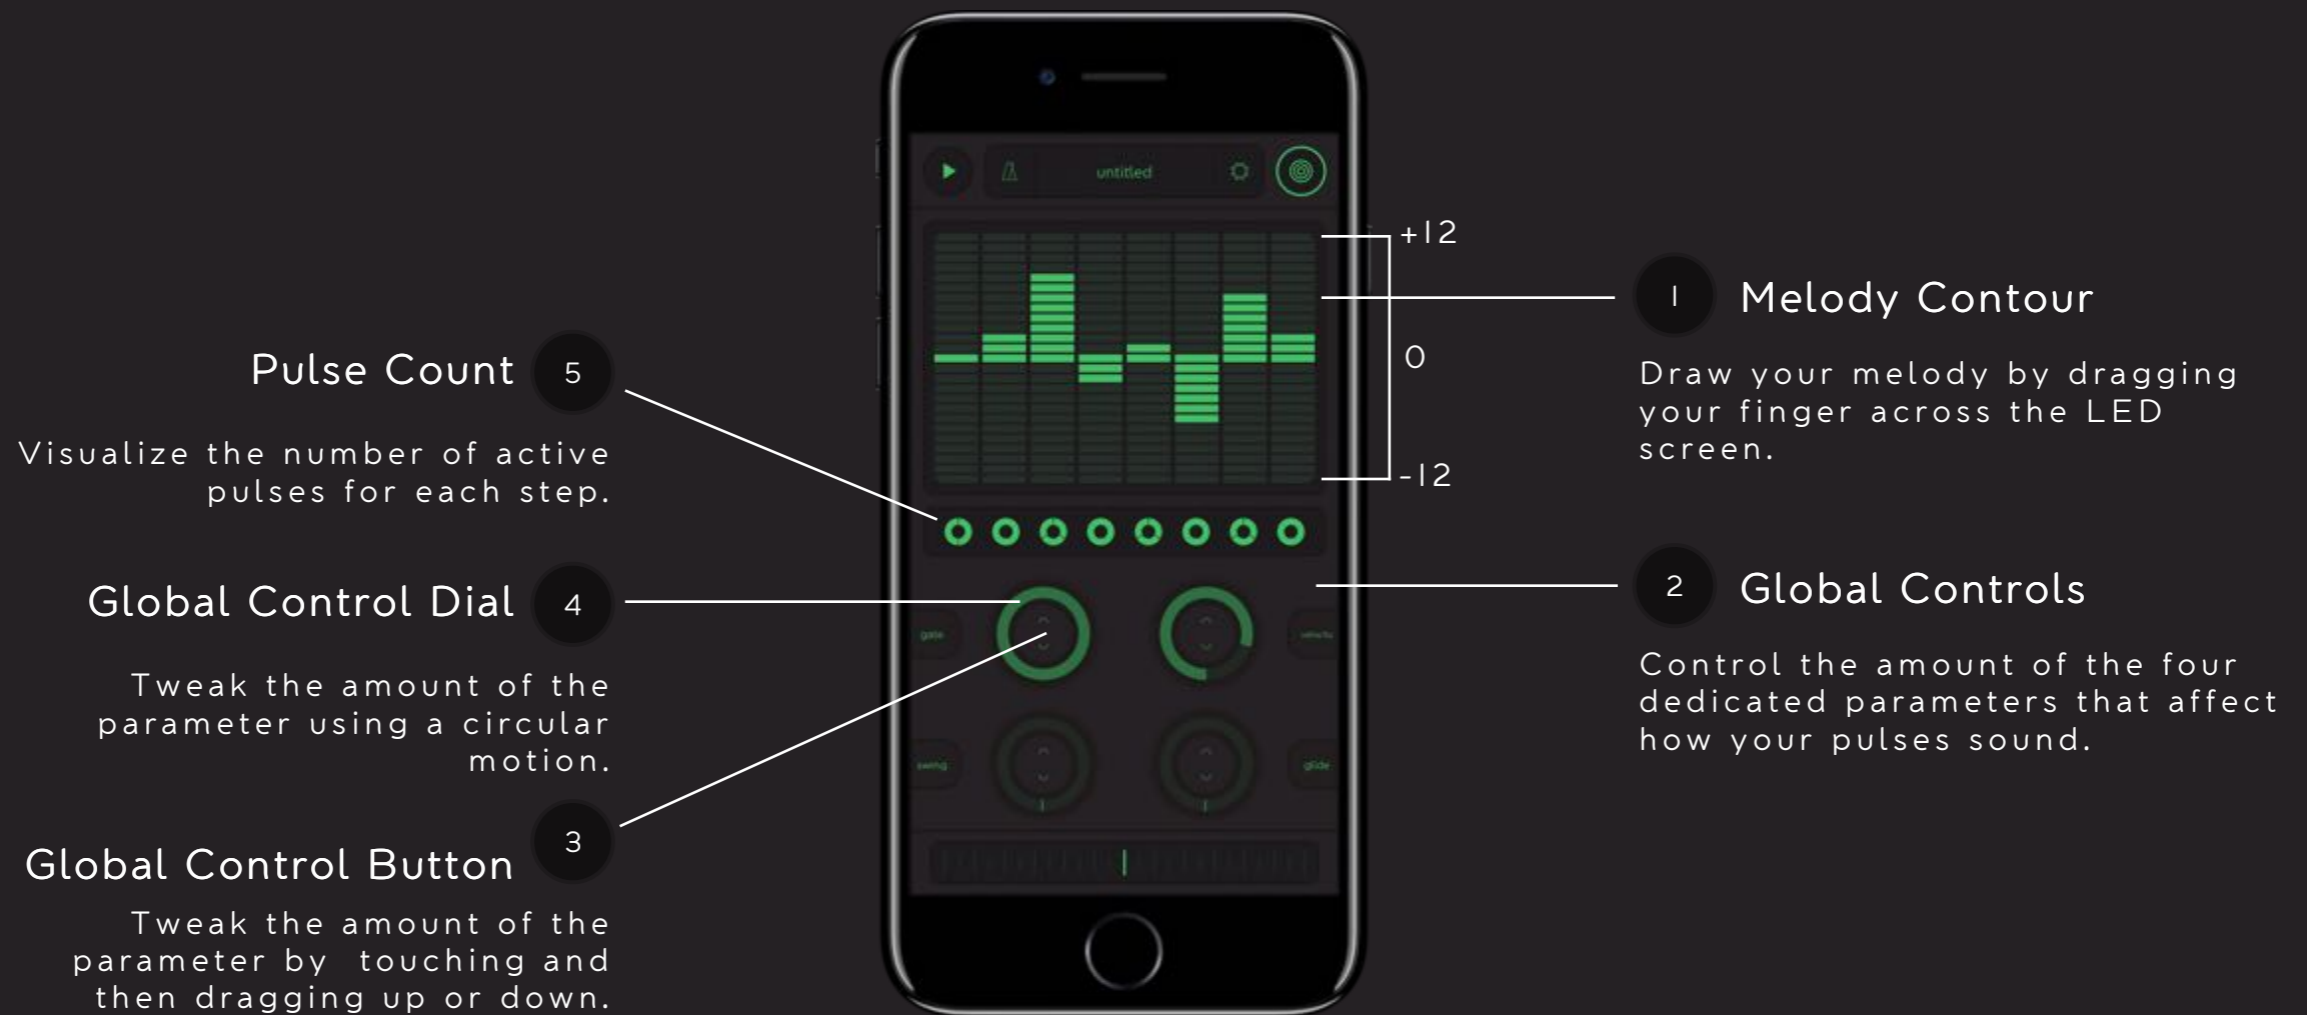 untitled
+12
0
-12
1 Melody Contour
Draw your melody by dragging
your finger across the LED
screen.
2 Global Controls
Control the amount of the four
dedicated parameters that affect
how your pulses sound.
Pulse Count 5
Visualize the number of active
pulses for each step.
Global Control Dial 4
Tweak the amount of the
parameter using a circular
motion.
3
Global Control Button
Tweak the amount of the
parameter by touching and
then dragging up or down.
gate
swing
glide